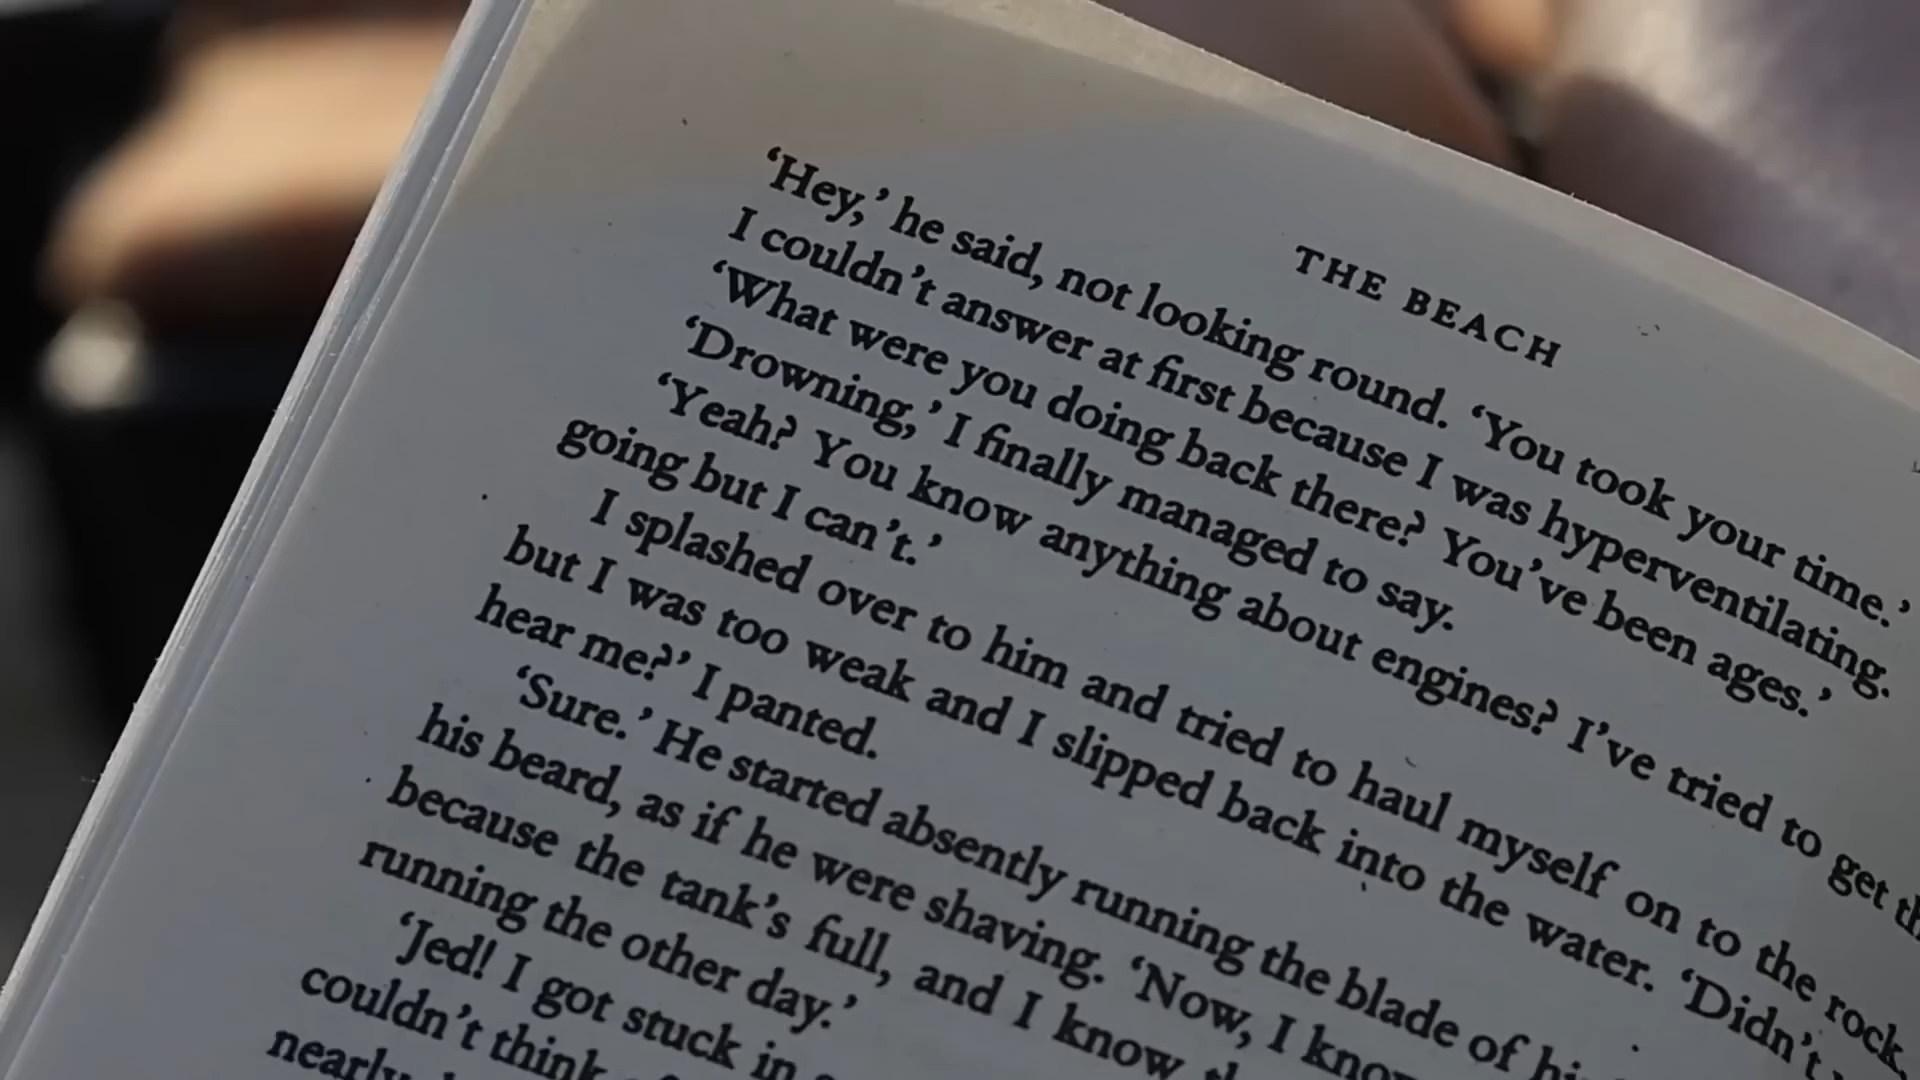 THE BEACH
‘Hey,’ he said, not looking round. ‘You took your time.’
I couldn’t answer at first because I was hyperventilating.
‘What were you doing back there? You’ve been ages.’
‘Drowning,’ I finally managed to say.
‘Yeah? You know anything about engines? I’ve tried to get
going but I can’t.’
I splashed over to him and tried to haul myself on to the rock,
but I was too weak and I slipped back into the water. ‘Didn’t
hear me?’ I panted.
‘Sure.’ He started absently running the blade of
his beard, as if he were shaving. ‘Now, I
because the tank’s full, and I know
running the other day.’
‘Jed! I got stuck in
couldn’t think
nearly